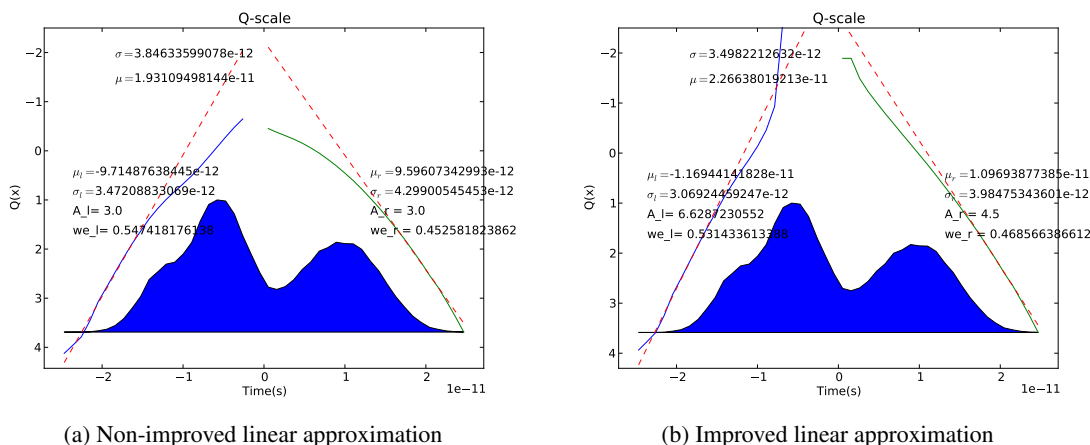 Q-scale
σ=3.84633599078e-12
μ=1.93109498144e-11
μ_l=-9.71487638445e-12
σ_l=3.47208833069e-12
A_l= 3.0
we_l= 0.547418176138
μ_r=9.59607342993e-12
σ_r=4.29900545453e-12
A_r = 3.0
we_r = 0.452581823862
Q(x)
−2
−1
0
1
2
3
4
−2 −1 0 1 2
1e−11
Time(s)
(a) Non-improved linear approximation
Q-scale
σ=3.4982212632e-12
μ=2.26638019213e-11
μ_l=-1.16944141828e-11
σ_l=3.06924459247e-12
A_l= 6.6287230552
we_l= 0.531433613388
μ_r=1.09693877385e-11
σ_r=3.98475343601e-12
A_r = 4.5
we_r = 0.468566386612
Q(x)
−2
−1
0
1
2
3
4
−2 −1 0 1 2
1e−11
Time(s)
(b) Improved linear approximation